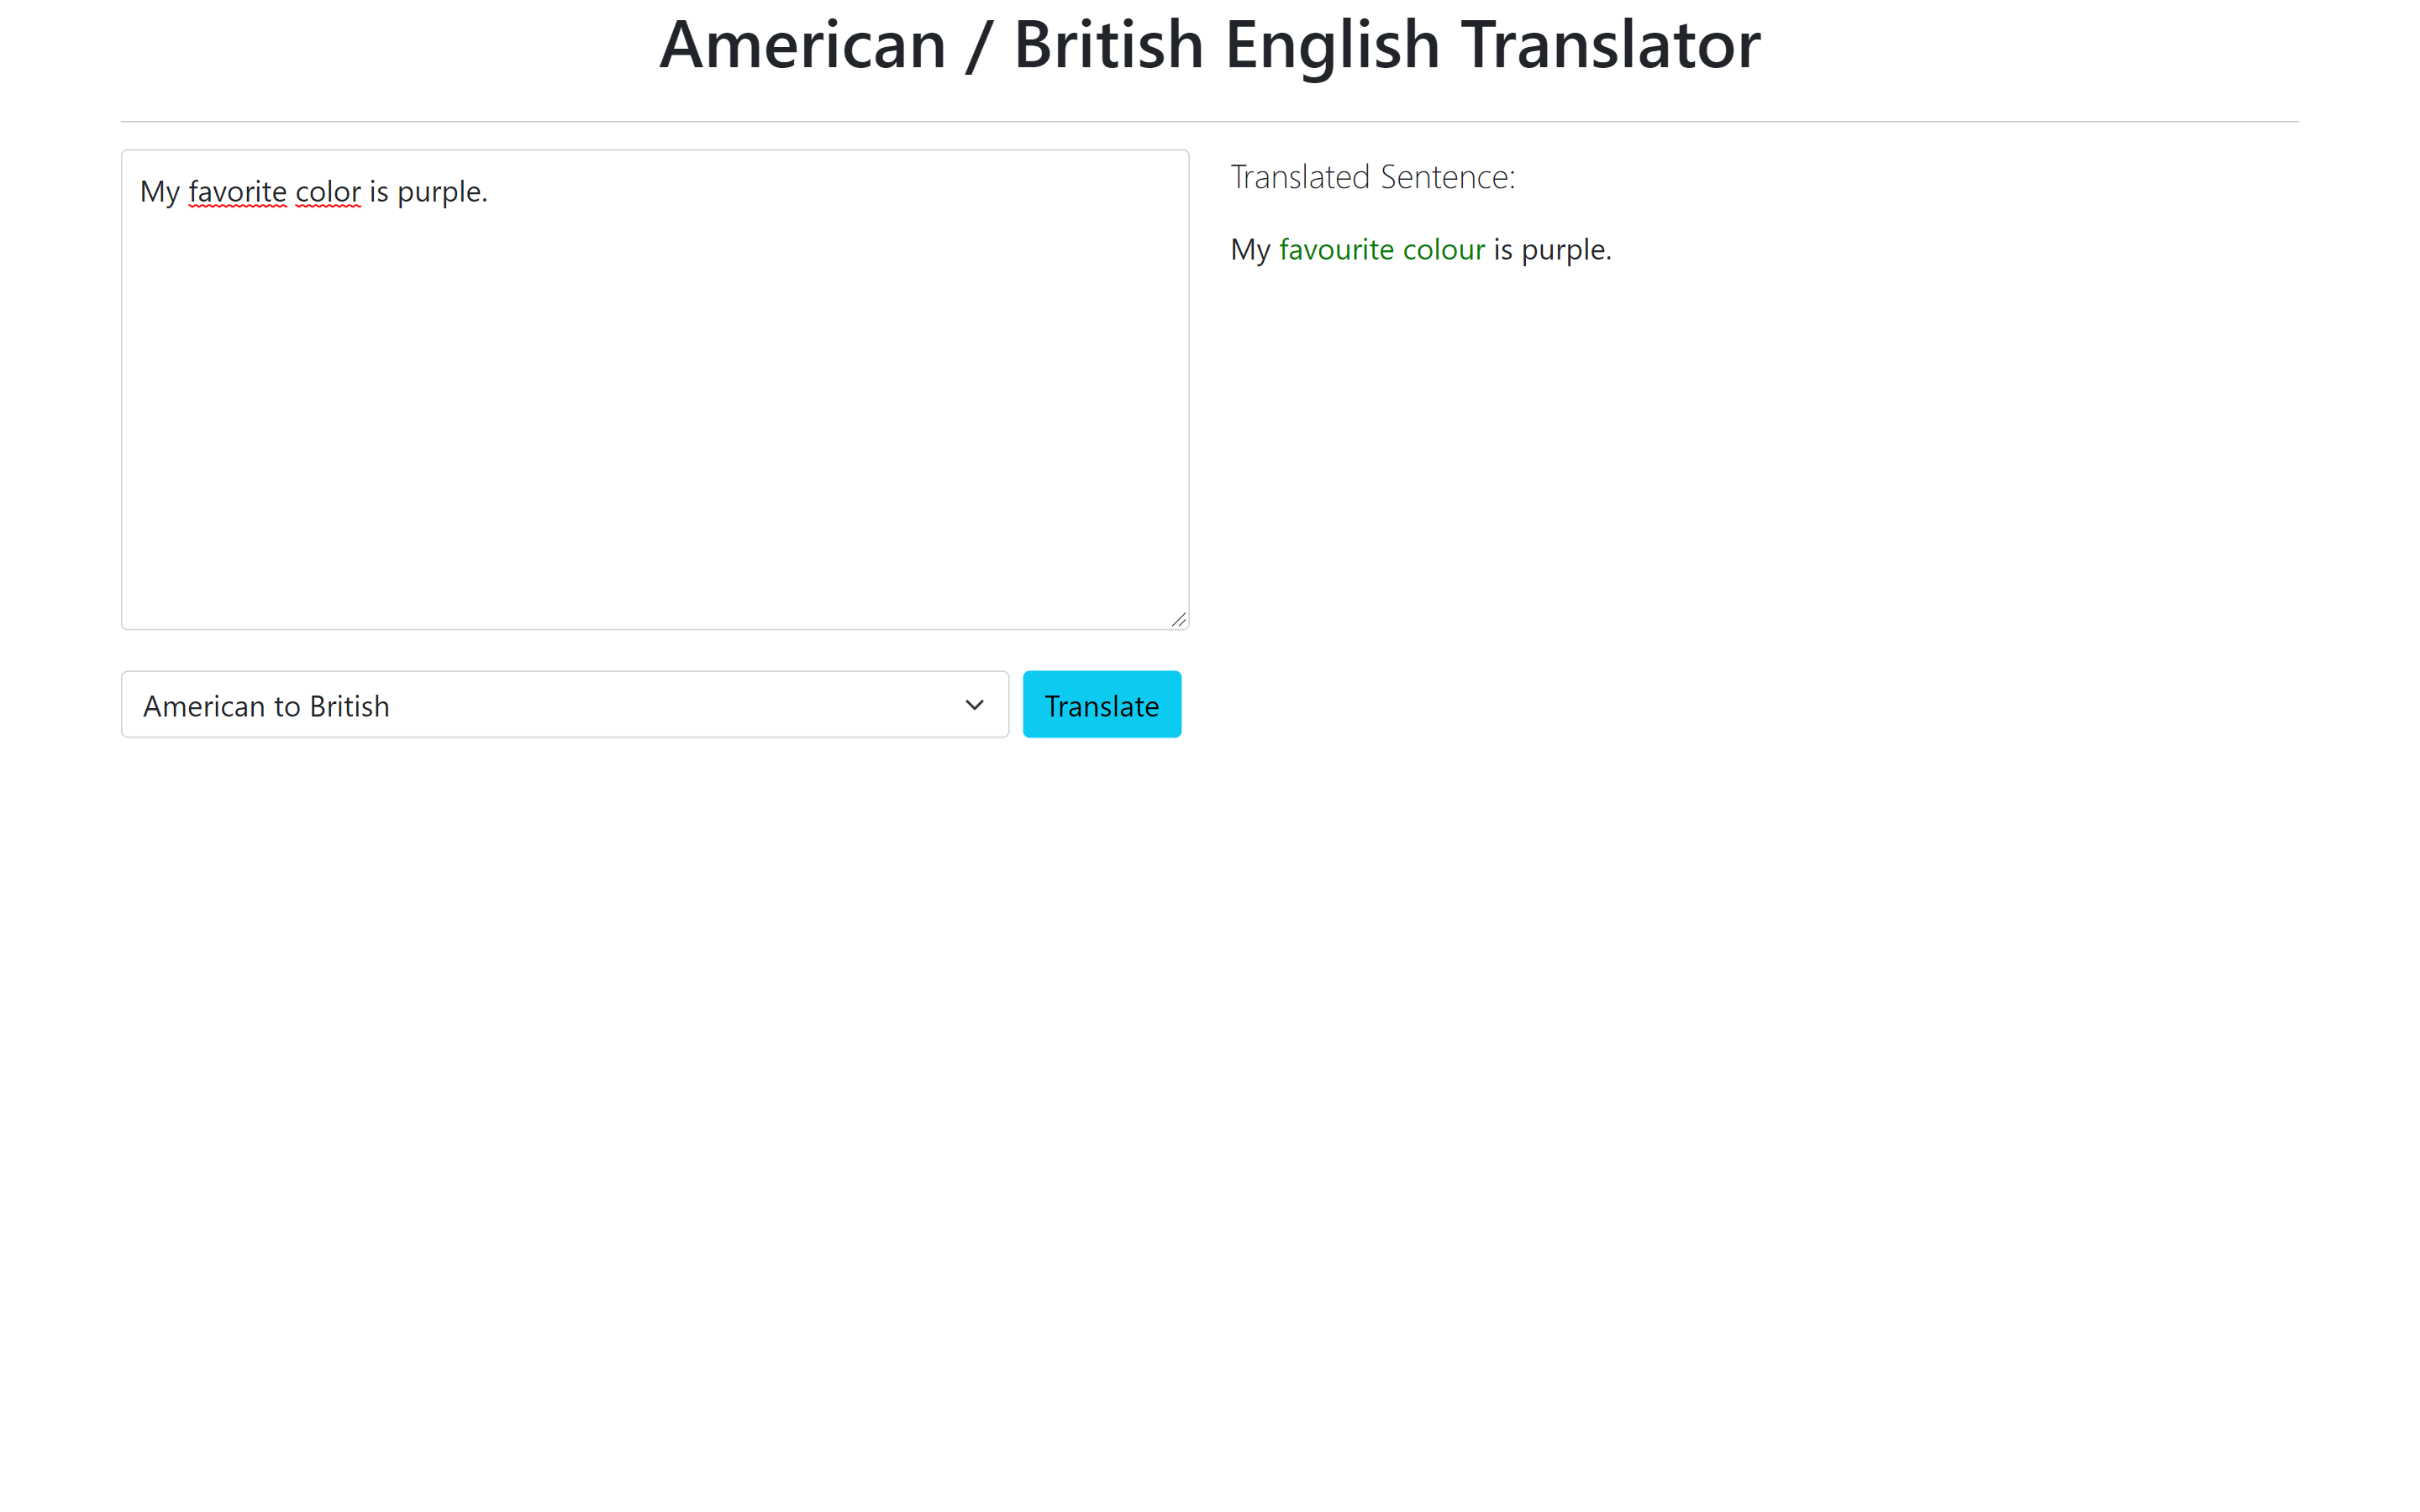 American / British English Translator
My favorite color is purple.
Translated Sentence:
My favourite colour is purple.
American to British
Translate